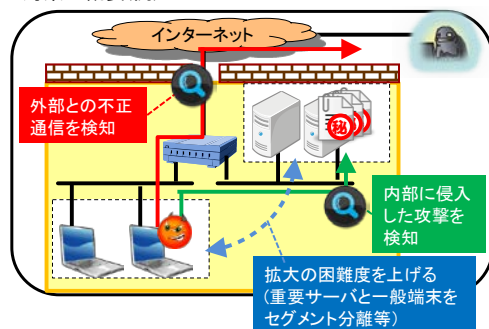 インターネット
外部との不正
通信を検知
秘
内部に侵入
した攻撃を
検知
拡大の困難度を上げる
(重要サーバと一般端末を
セグメント分離等)